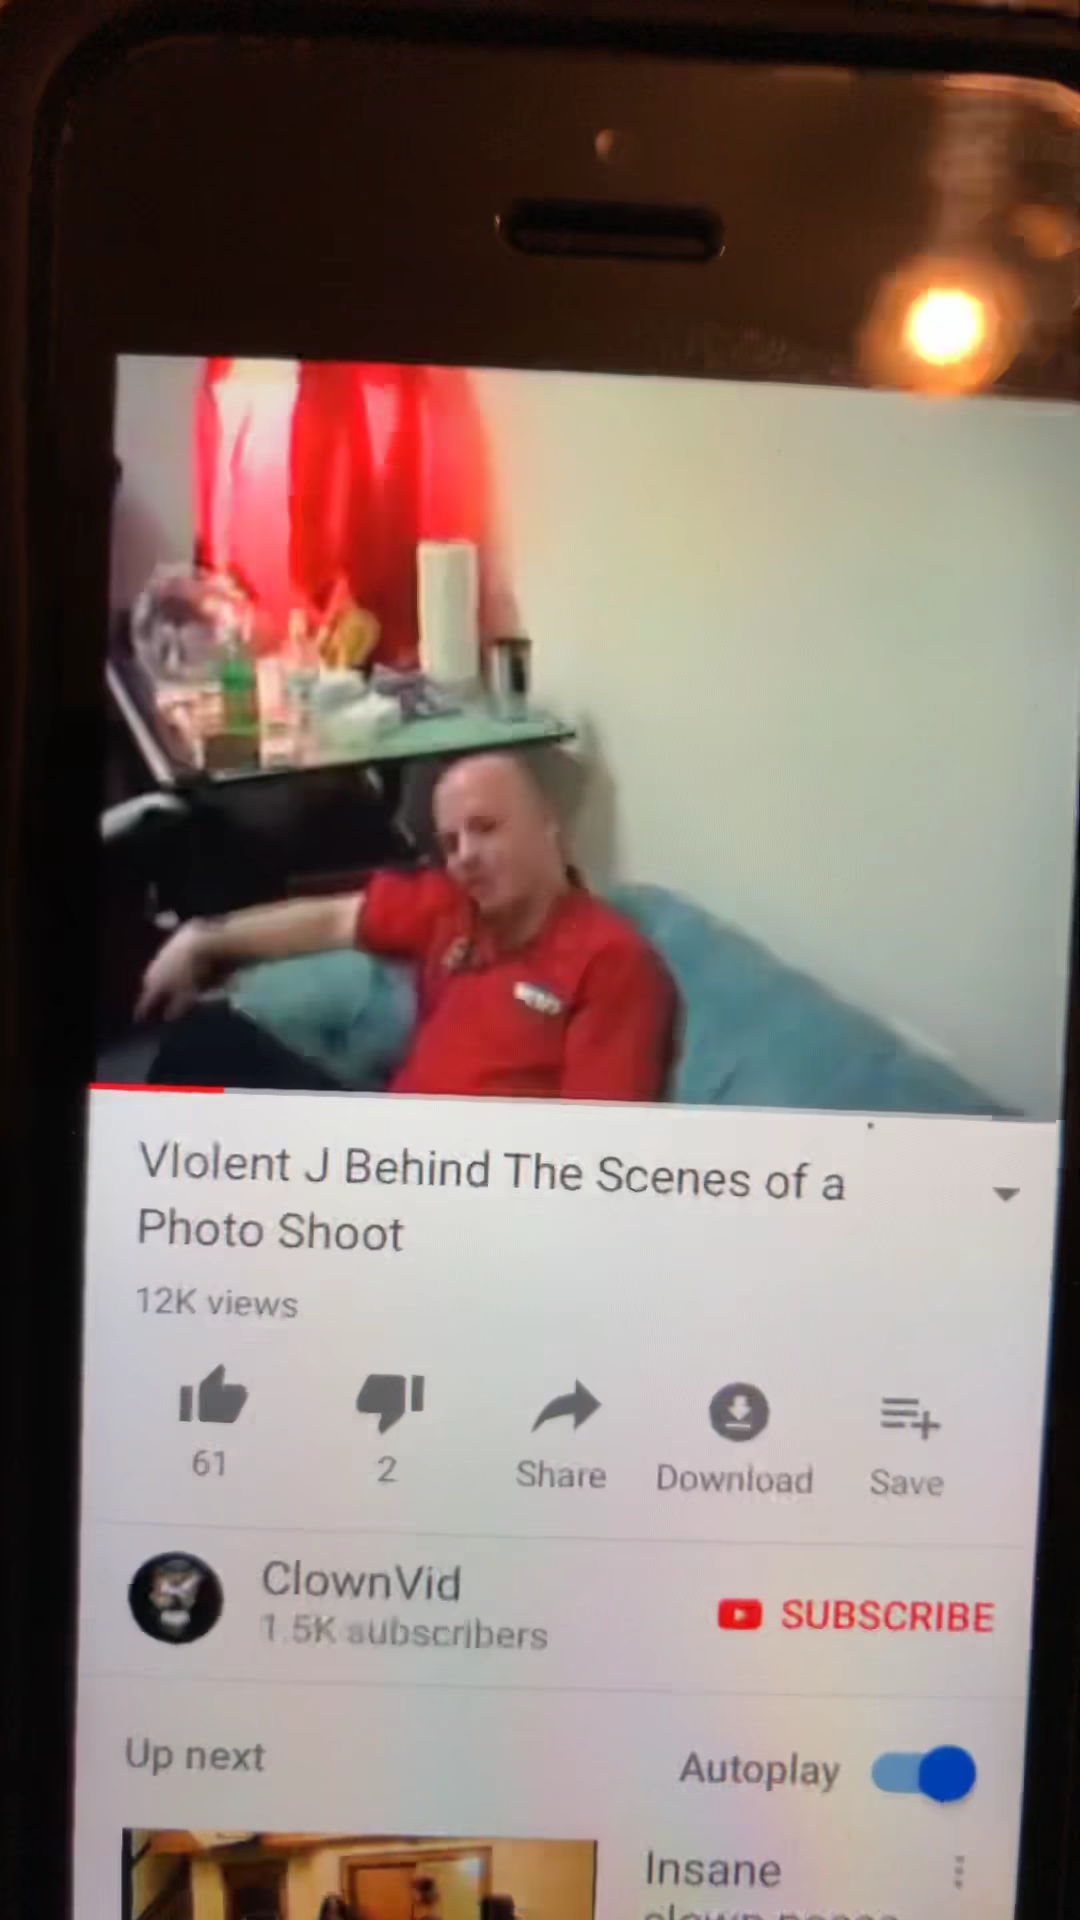 VIolent J Behind The Scenes of a
Photo Shoot
12K views
61
2
Share
Download
Save
ClownVid
1.5K subscribers
SUBSCRIBE
Up next
Autoplay
Insane